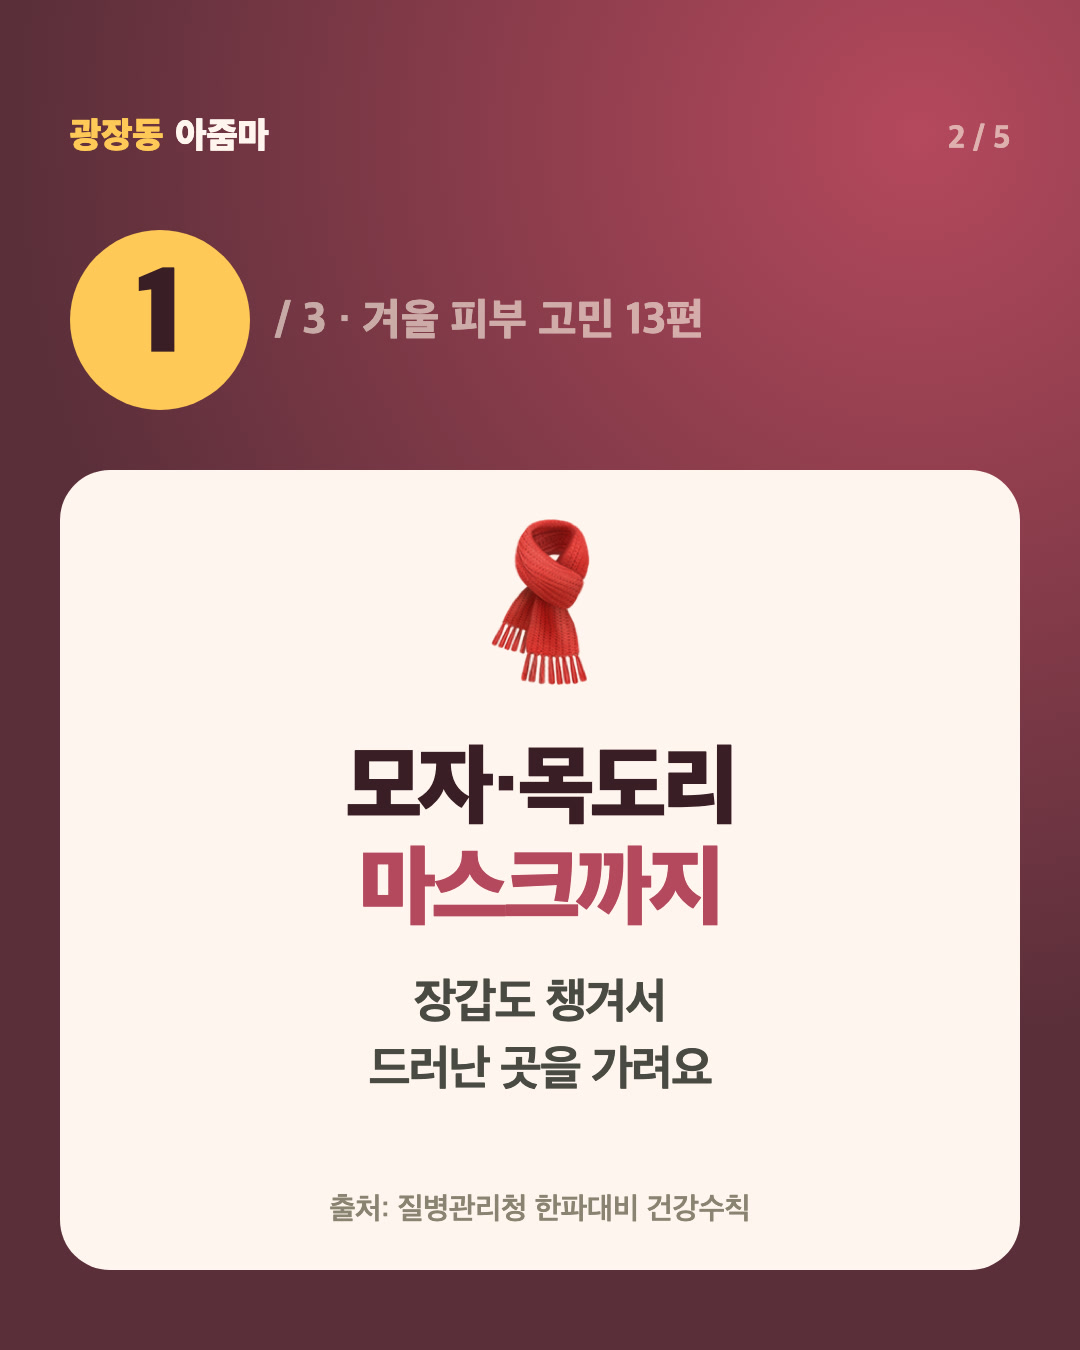 광장동 아줌마
2 / 5
1
/ 3 · 겨울 피부 고민 13편
모자·목도리
마스크까지
장갑도 챙겨서
드러난 곳을 가려요
출처: 질병관리청 한파대비 건강수칙